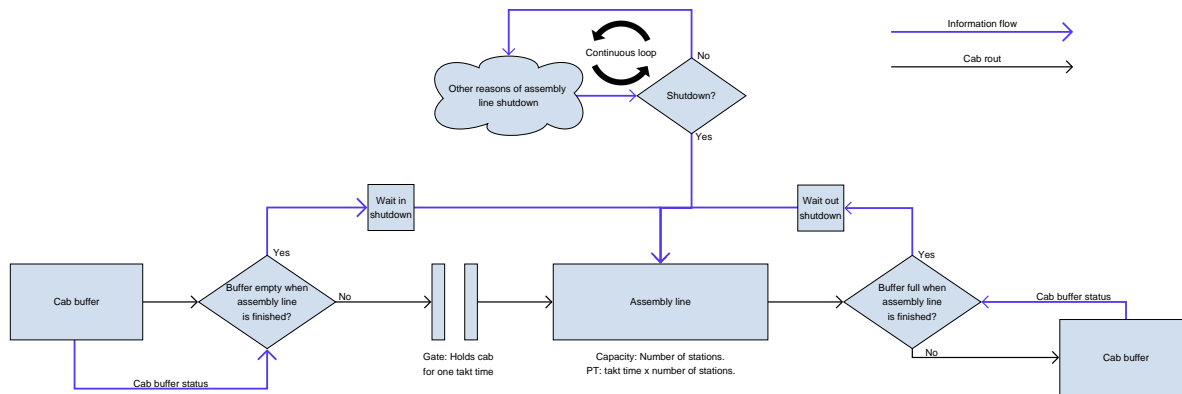 Information flow
Cab rout
Continuous loop
No
Other reasons of assembly
line shutdown
Shutdown?
Yes
Wait in
shutdown
Wait out
shutdown
Yes
Yes
Cab buffer
Buffer empty when
assembly line
is finished?
No
Assembly line
Buffer full when
assembly line
is finished?
Cab buffer status
Gate: Holds cab
for one takt time
Capacity: Number of stations.
PT: takt time x number of stations.
No
Cab buffer
Cab buffer status